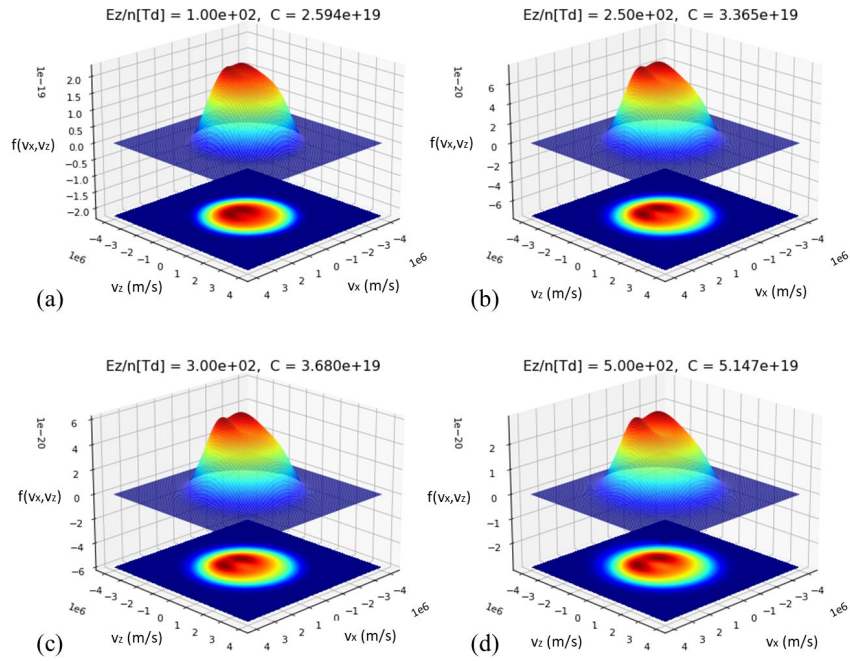 Ez/n[Td] = 1.00e+02,  C = 2.594e+19
1e−19
2.0
1.5
1.0
0.5
0.0
−0.5
−1.0
−1.5
−2.0
f(vx,vz)
−4 −3 −2 −1 0 1 2 3 4
1e6
vz (m/s)
4 3 2 1 0 −1 −2 −3 −4
1e6
vx (m/s)
(a)
Ez/n[Td] = 2.50e+02,  C = 3.365e+19
1e−20
6
4
2
0
−2
−4
−6
f(vx,vz)
−4 −3 −2 −1 0 1 2 3 4
1e6
vz (m/s)
4 3 2 1 0 −1 −2 −3 −4
1e6
vx (m/s)
(b)
Ez/n[Td] = 3.00e+02,  C = 3.680e+19
1e−20
6
4
2
0
−2
−4
−6
f(vx,vz)
−4 −3 −2 −1 0 1 2 3 4
1e6
vz (m/s)
4 3 2 1 0 −1 −2 −3 −4
1e6
vx (m/s)
(c)
Ez/n[Td] = 5.00e+02,  C = 5.147e+19
1e−20
2
1
0
−1
−2
f(vx,vz)
−4 −3 −2 −1 0 1 2 3 4
1e6
vz (m/s)
4 3 2 1 0 −1 −2 −3 −4
1e6
vx (m/s)
(d)